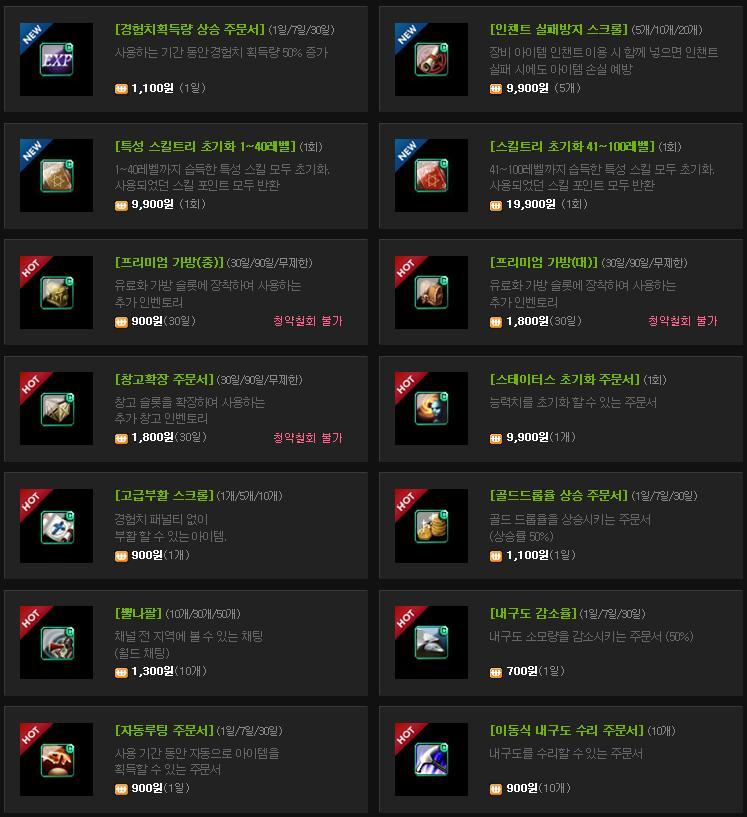 NEW
[경험치획득량 상승 주문서] (1일/7일/30일)
사용하는 기간 동안 경험치 획득량 50% 증가
1,100원 (1일)
NEW
[인챈트 실패방지 스크롤] (5개/10개/20개)
장비 아이템 인챈트 이용 시 함께 넣으면 인챈트
실패 시에도 아이템 손실 예방
9,900원 (5개)
NEW
[특성 스킬트리 초기화 1~40레벨] (1회)
1~40레벨까지 습득한 특성 스킬 모두 초기화.
사용되었던 스킬 포인트 모두 반환
9,900원 (1회)
NEW
[스킬트리 초기화 41~100레벨] (1회)
41~100레벨까지 습득한 특성 스킬 모두 초기화.
사용되었던 스킬 포인트 모두 반환
19,900원 (1회)
HOT
[프리미엄 가방(중)] (30일/90일/무제한)
유료화 가방 슬롯에 장착하여 사용하는
추가 인벤토리
900원(30일) 청약철회 불가
HOT
[프리미엄 가방(대)] (30일/90일/무제한)
유료화 가방 슬롯에 장착하여 사용하는
추가 인벤토리
1,800원(30일) 청약철회 불가
HOT
[창고확장 주문서] (30일/90일/무제한)
창고 슬롯을 확장하여 사용하는
추가 창고 인벤토리
1,800원(30일) 청약철회 불가
HOT
[스테이터스 초기화 주문서] (1회)
능력치를 초기화 할 수 있는 주문서
9,900원(1개)
HOT
[고급부활 스크롤] (1개/5개/10개)
경험치 패널티 없이
부활 할 수 있는 아이템.
900원(1개)
HOT
[골드드롭율 상승 주문서] (1일/7일/30일)
골드 드롭율을 상승시키는 주문서
(상승률 50%)
1,100원(1일)
HOT
[뿔나팔] (10개/30개/50개)
채널 전 지역에 볼 수 있는 채팅
(월드 채팅)
1,300원(10개)
HOT
[내구도 감소율] (1일/7일/30일)
내구도 소모량을 감소시키는 주문서 (50%)
700원(1일)
HOT
[자동루팅 주문서] (1일/7일/30일)
사용 기간 동안 자동으로 아이템을
획득할 수 있는 주문서
900원(1일)
HOT
[이동식 내구도 수리 주문서] (10개)
내구도를 수리할 수 있는 주문서
900원(10개)
EXP